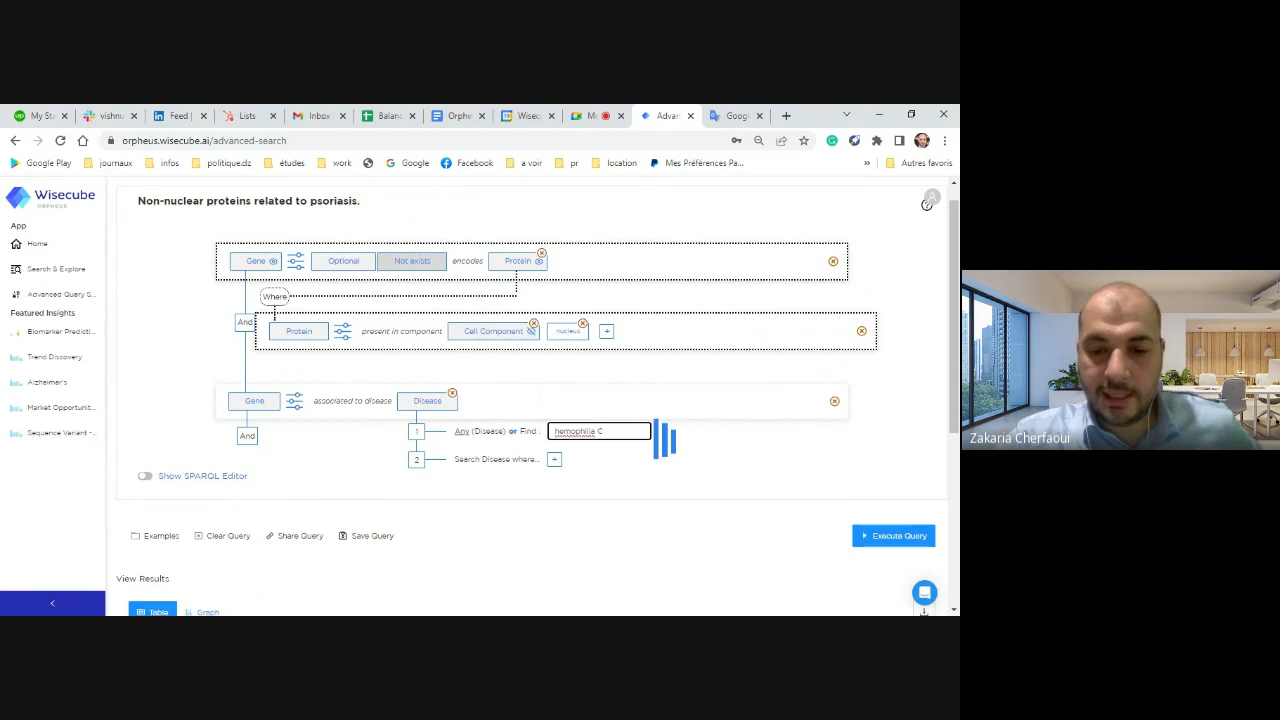 My Sta
vishnu
Feed |
Lists
Inbox
Balanc
Orphe
Wisec
Me
Advan
Googl
orpheus.wisecube.ai/advanced-search
Google Play
journaux
infos
politique.dz
études
work
Google
Facebook
a voir
pr
location
Mes Préférences Pa...
»
Autres favoris
Wisecube
ORPHEUS
App
Home
Search & Explore
Advanced Query S...
Featured Insights
Biomarker Predicti...
Trend Discovery
Alzheimer's
Market Opportunit...
Sequence Variant -...
Non-nuclear proteins related to psoriasis.
Gene Optional Not exists encodes Protein
Where
And
Protein present in component Cell Component nucleus +
Gene associated to disease Disease
And
1 Any (Disease) or Find : hemophilia C
2 Search Disease where... +
Show SPARQL Editor
Examples Clear Query Share Query Save Query
Execute Query
View Results
Table Graph
Zakaria Cherfaoui